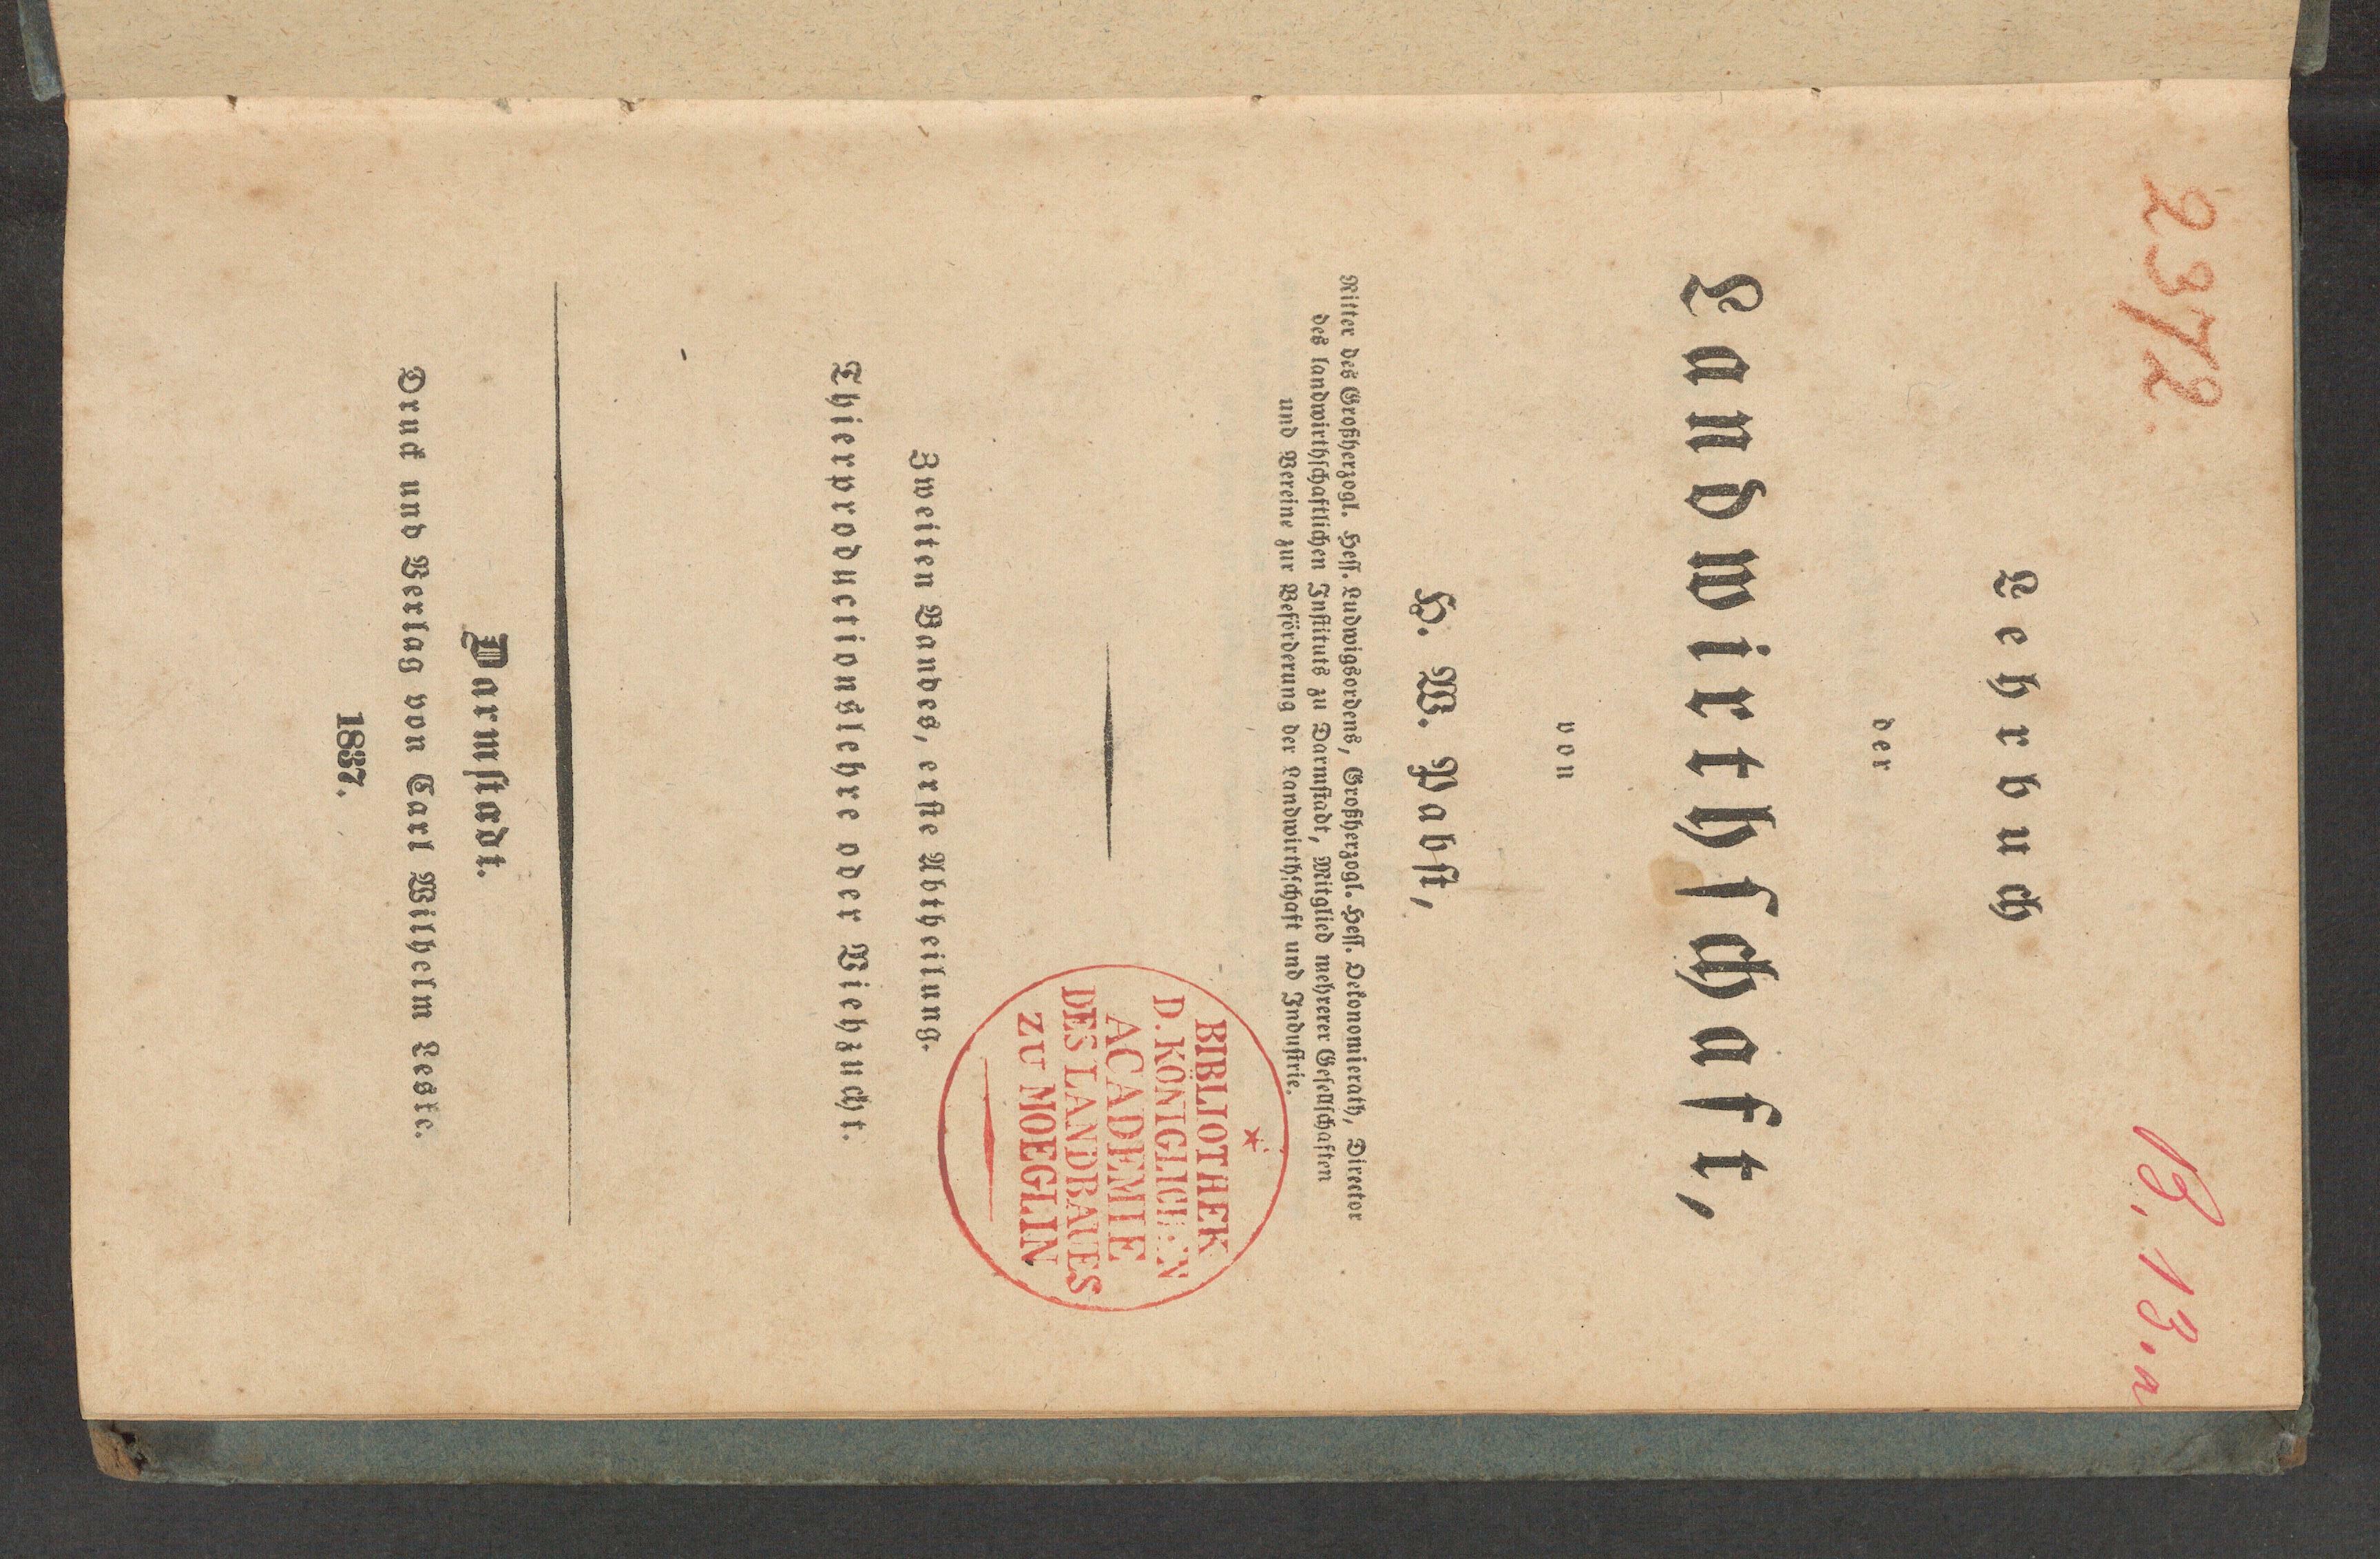 2372.
B, 13.a
Lehrbuch
der
Landwirthschaft,
von
H. W. Pabst,
Ritter des Großherzogl. Hess. Ludwigsordens, Großherzogl. Hess. Oekonomierath, Director
des landwirthschaftlichen Instituts zu Darmstadt, Mitglied mehrerer Gesellschaften
und Vereine zur Beförderung der Landwirthschaft und Industrie.
BIBLIOTHEK
D. KÖNIGLICHEN
ACADEMIE
DES LANDBAUES
ZU MOEGLIN
Zweiten Bandes, erste Abtheilung.
Thierproductionslehre oder Viehzucht.
Darmstadt.
Druck und Verlag von Carl Wilhelm Leske.
1837.